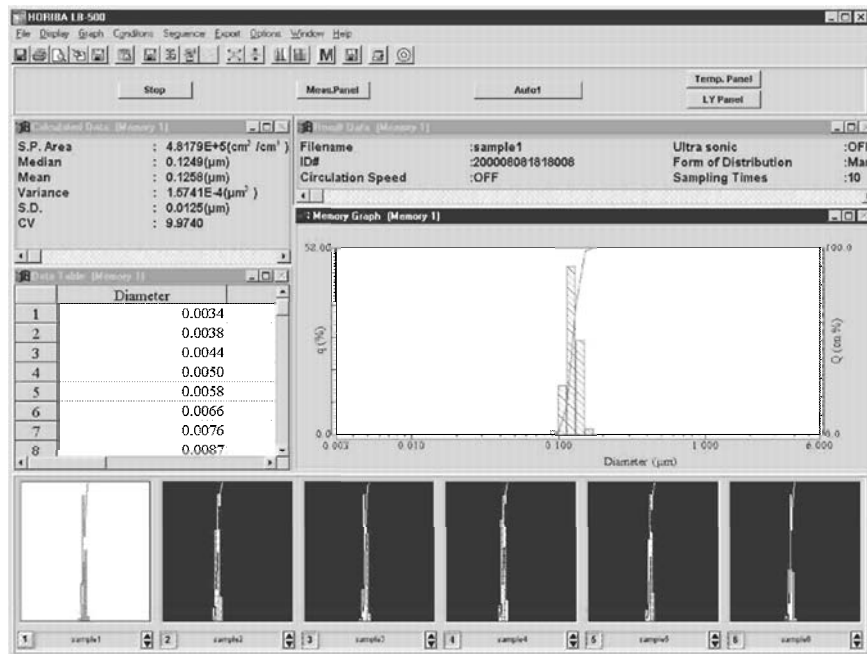 HORIBA LB-500
File Display Graph Conditions Sequence Export Options Window Help
M
Stop
Meas.Panel
Auto1
Temp. Panel
LY Panel
Calculated Data: (Memory 1)
S.P. Area : 4.8179E+5(cm² /cm³ )
Median : 0.1249(μm)
Mean : 0.1258(μm)
Variance : 1.5741E-4(μm²)
S.D. : 0.0125(μm)
CV : 9.9740
Result Data (Memory 1)
Filename :sample1 Ultra sonic
ID# :200008081818008 Form of Distribution
Circulation Speed :OFF Sampling Times :10
Memory Graph (Memory 1)
52.00
100.0
q (%)
0.0
0.003 0.010 0.100 1.000 6.000
Diameter (μm)
Data Table: (Memory 1)
Diameter
1 0.0034
2 0.0038
3 0.0044
4 0.0050
5 0.0058
6 0.0066
7 0.0076
8 0.0087
1 sample1 2 sample2 3 sample3 4 sample4 5 sample5 6 sample6